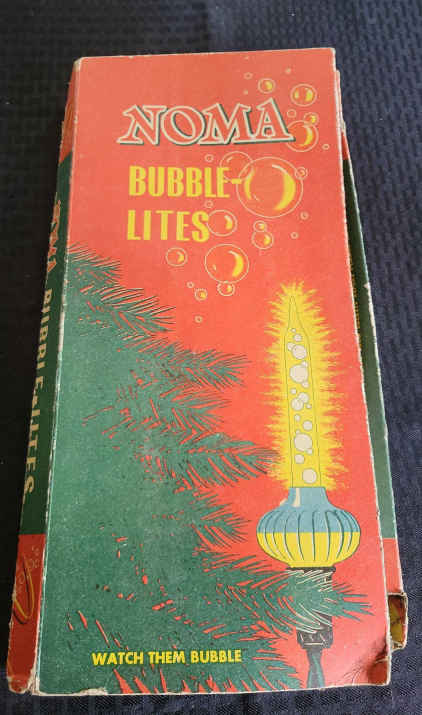 NOMA
BUBBLE-
LITES
WATCH THEM BUBBLE
NOMA BUBBLE-LITES